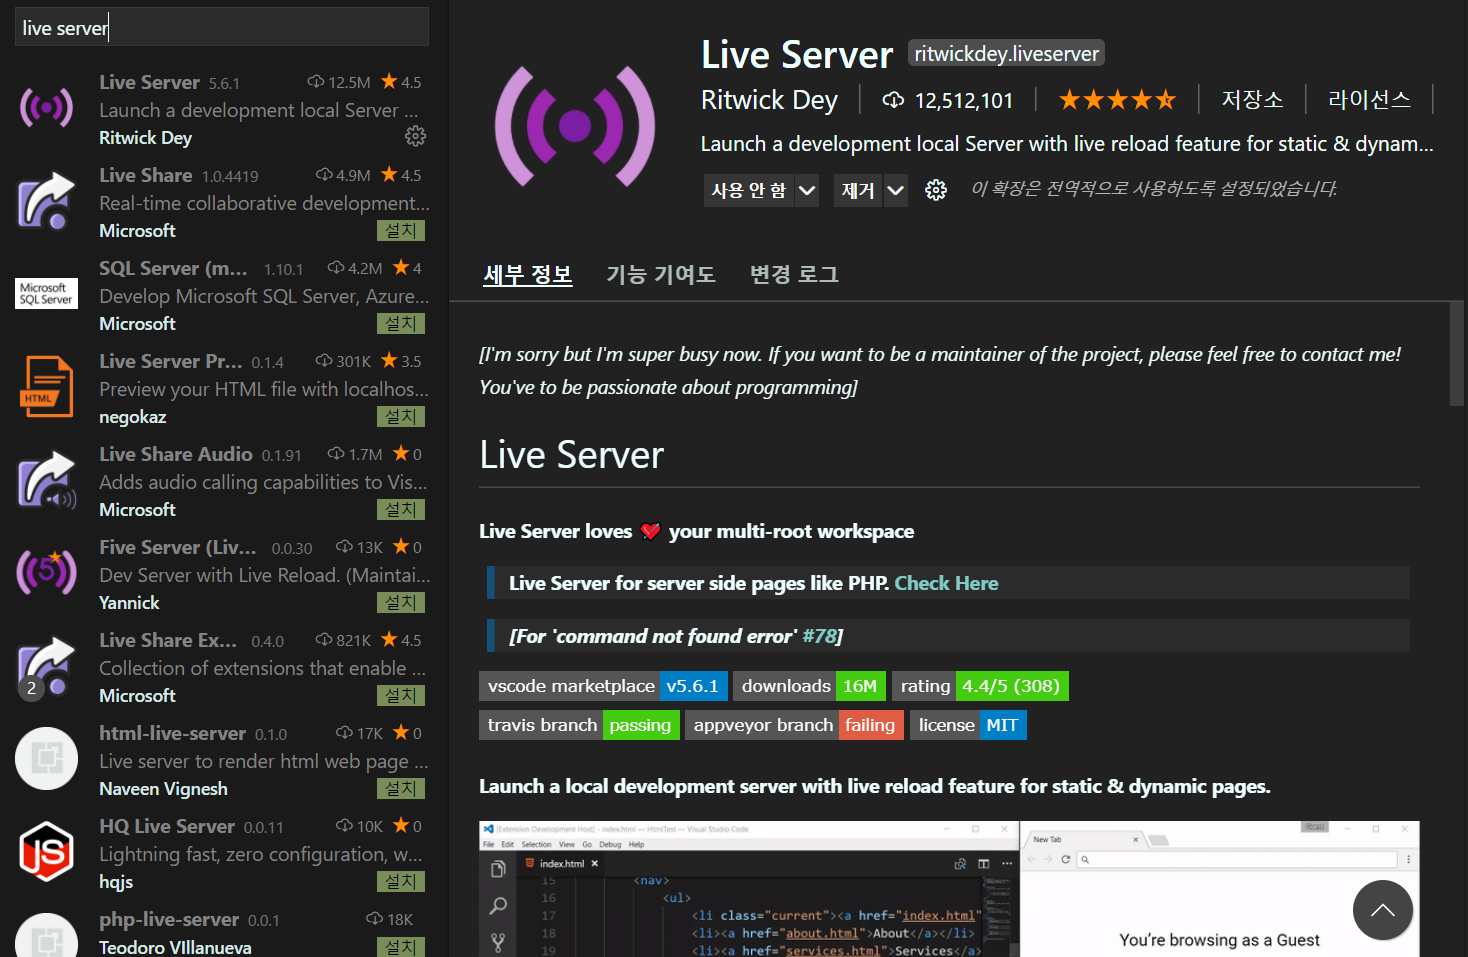 live server
Live Server 5.6.1 12.5M 4.5
Launch a development local Server ...
Ritwick Dey
Live Share 1.0.4419 4.9M 4.5
Real-time collaborative development...
Microsoft 설치
Microsoft
SQL Server
SQL Server (m... 1.10.1 4.2M 4
Develop Microsoft SQL Server, Azure...
Microsoft 설치
HTML
Live Server Pr... 0.1.4 301K 3.5
Preview your HTML file with localhos...
negokaz 설치
Live Share Audio 0.1.91 1.7M 0
Adds audio calling capabilities to Vis...
Microsoft 설치
5
Five Server (Liv... 0.0.30 13K 0
Dev Server with Live Reload. (Maintai...
Yannick 설치
2
Live Share Ex... 0.4.0 821K 4.5
Collection of extensions that enable ...
Microsoft 설치
html-live-server 0.1.0 17K 0
Live server to render html web page ...
Naveen Vignesh 설치
JS
HQ Live Server 0.0.11 10K 0
Lightning fast, zero configuration, w...
hqjs 설치
php-live-server 0.0.1 18K
Teodoro VIllanueva 설치
Live Server ritwickdey.liveserver
Ritwick Dey 12,512,101 저장소 라이선스
Launch a development local Server with live reload feature for static & dynam...
사용 안 함 제거 이 확장은 전역적으로 사용하도록 설정되었습니다.
세부 정보 기능 기여도 변경 로그
[I'm sorry but I'm super busy now. If you want to be a maintainer of the project, please feel free to contact me!
You've to be passionate about programming]
Live Server
Live Server loves 💘 your multi-root workspace
Live Server for server side pages like PHP. Check Here
[For 'command not found error' #78]
vscode marketplace v5.6.1 downloads 16M rating 4.4/5 (308)
travis branch passing appveyor branch failing license MIT
Launch a local development server with live reload feature for static & dynamic pages.
[Extension Development Host] - index.html — HtmlTest — Visual Studio Code
File Edit Selection View Go Debug Help
index.html
15 <nav>
16 <ul>
17 <li class="current"><a href="index.html"
18 <li><a href="about.html">About</a></li>
19 <li><a href="services.html">Services</a>
New Tab
You're browsing as a Guest